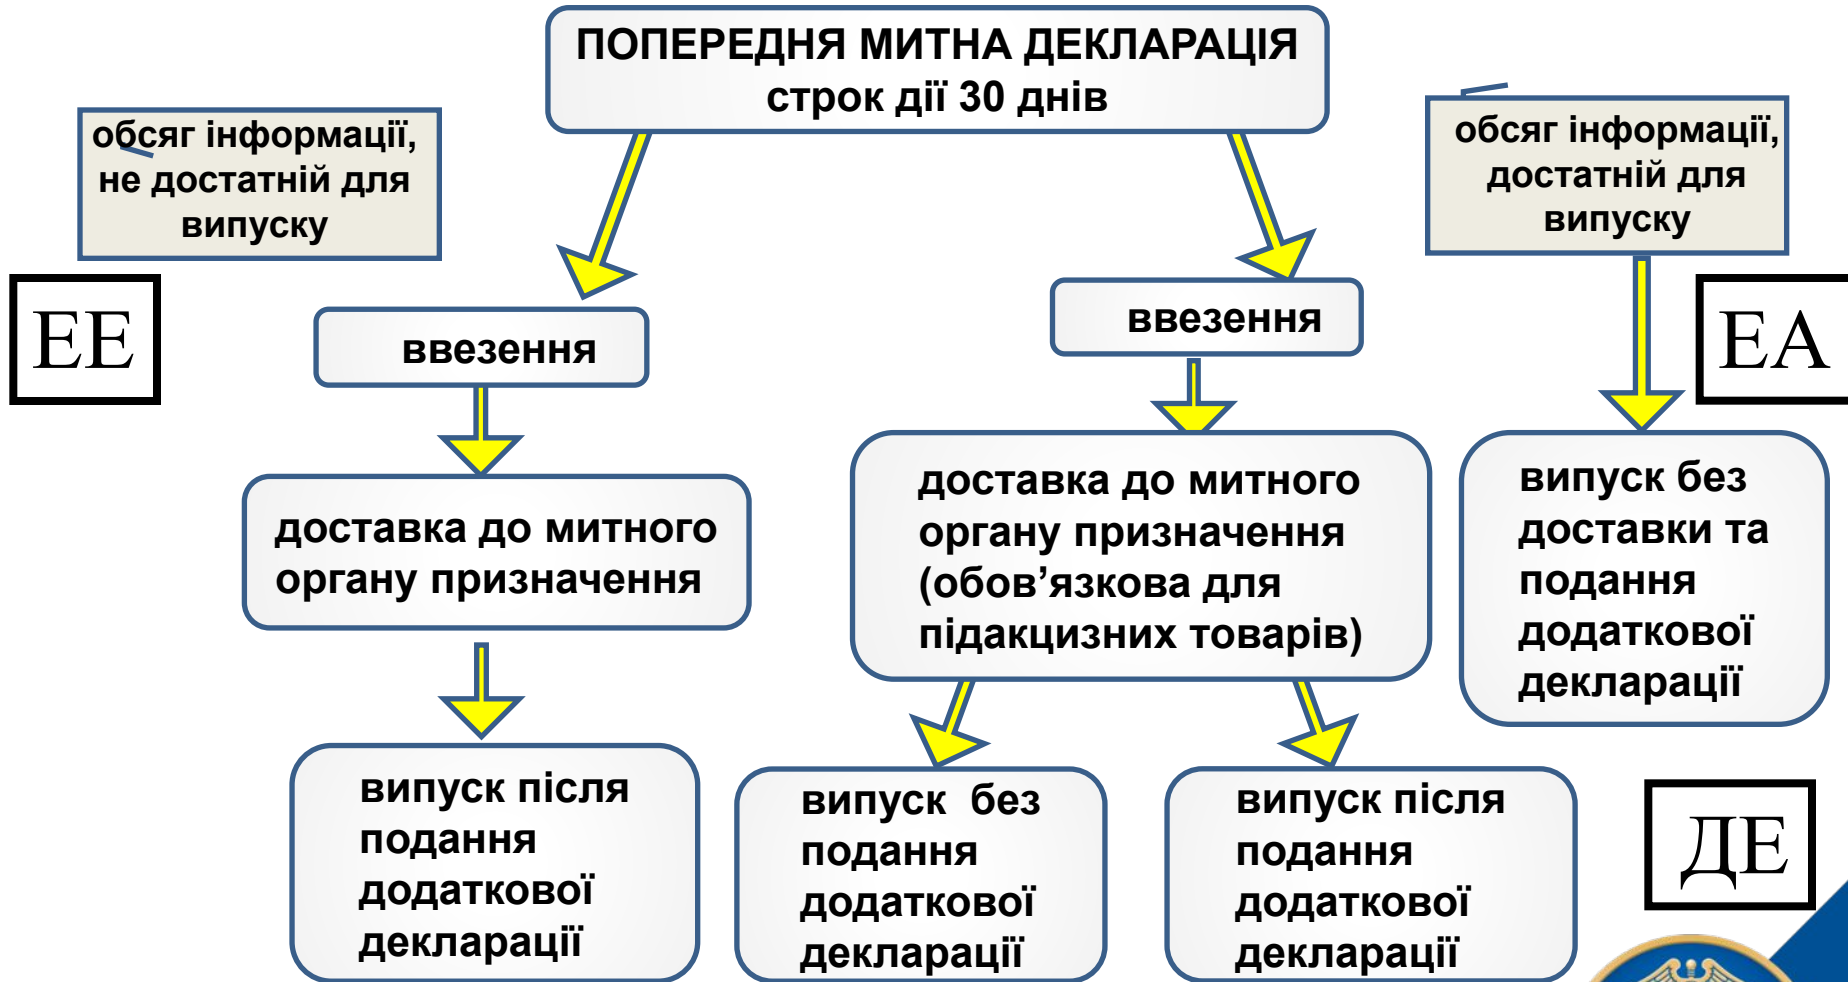 ПОПЕРЕДНЯ МИТНА ДЕКЛАРАЦІЯ
строк дії 30 днів
обсяг інформації,
не достатній для
випуску
обсяг інформації,
достатній для
випуску
ЕЕ
ввезення
ввезення
ЕА
доставка до митного
органу призначення
доставка до митного
органу призначення
(обов’язкова для
підакцизних товарів)
випуск без
доставки та
подання
додаткової
декларації
випуск після
подання
додаткової
декларації
випуск  без
подання
додаткової
декларації
випуск після
подання
додаткової
декларації
ДЕ